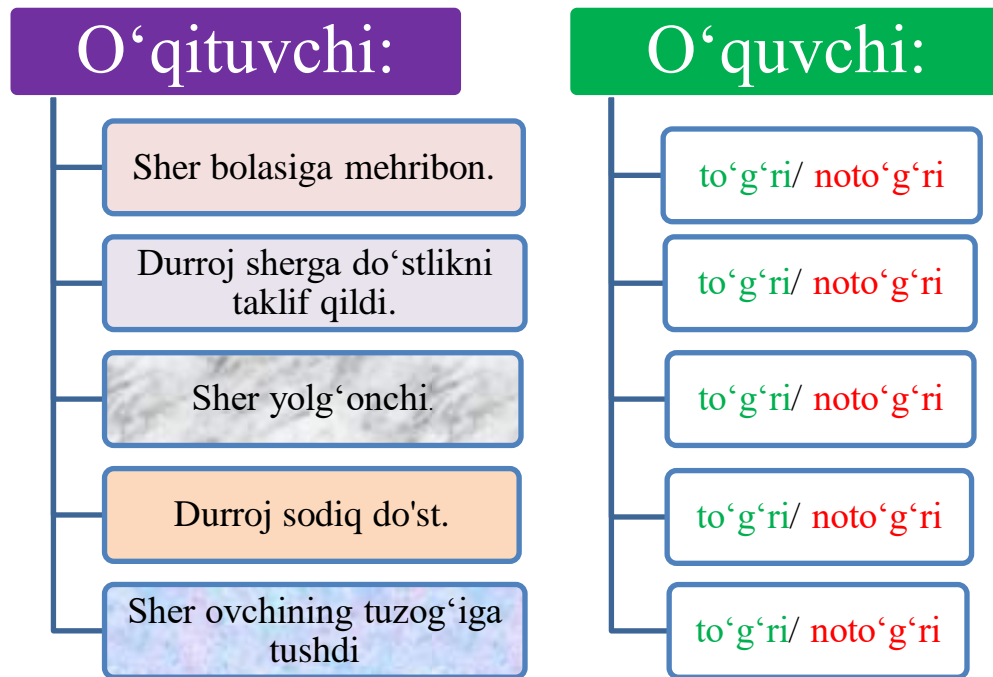 O‘qituvchi:
Sher bolasiga mehribon.
Durroj sherga do‘stlikni
taklif qildi.
Sher yolg‘onchi.
Durroj sodiq do'st.
Sher ovchining tuzog‘iga
tushdi
O‘quvchi:
to‘g‘ri/ noto‘g‘ri
to‘g‘ri/ noto‘g‘ri
to‘g‘ri/ noto‘g‘ri
to‘g‘ri/ noto‘g‘ri
to‘g‘ri/ noto‘g‘ri